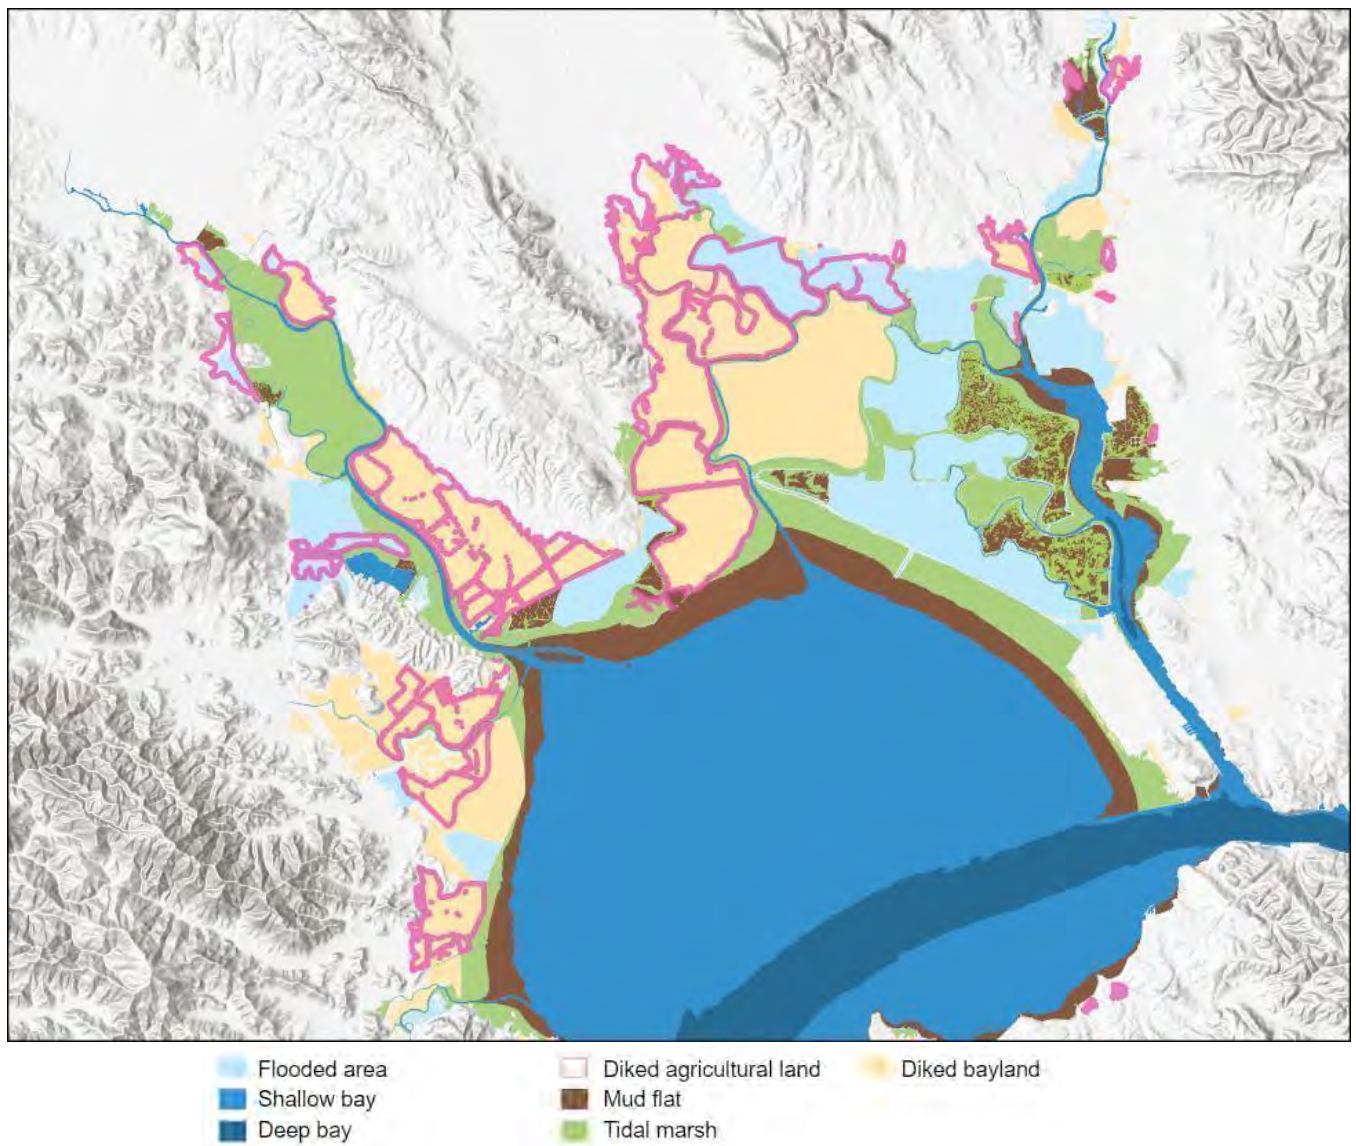 Flooded area
Shallow bay
Deep bay
Diked agricultural land
Mud flat
Tidal marsh
Diked bayland